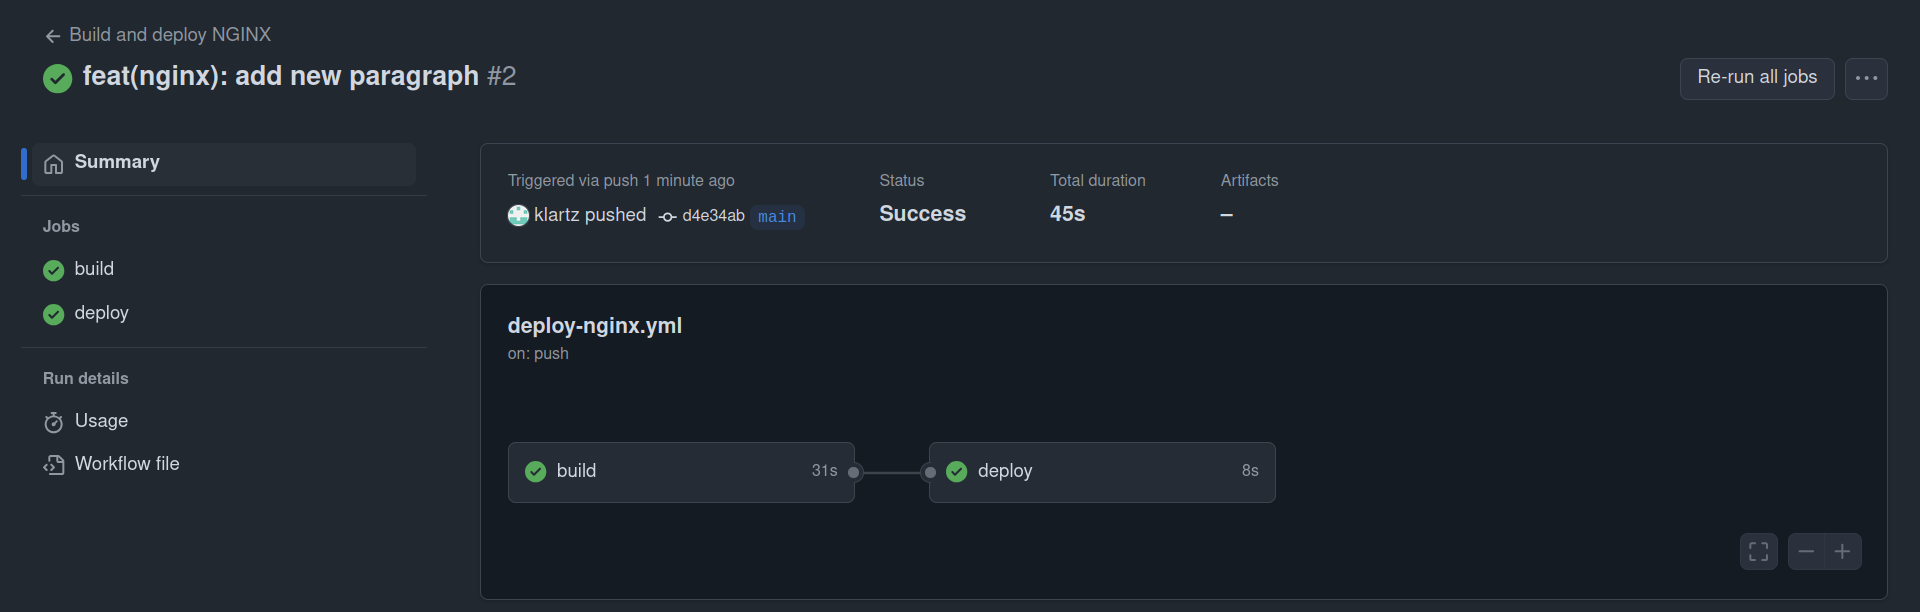 Build and deploy NGINX
feat(nginx): add new paragraph #2
Re-run all jobs
Summary
Jobs
build
deploy
Run details
Usage
Workflow file
Triggered via push 1 minute ago
klartz pushed d4e34ab main
Status
Success
Total duration
45s
Artifacts
–
deploy-nginx.yml
on: push
build 31s
deploy 8s